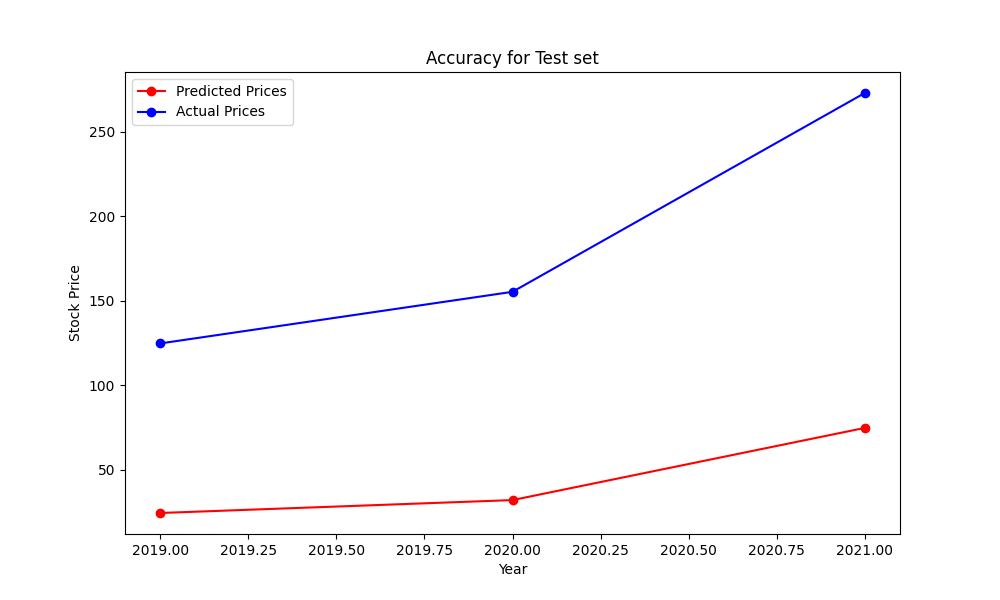 Accuracy for Test set
Predicted Prices
Actual Prices
250
200
150
100
50
Stock Price
2019.00 2019.25 2019.50 2019.75 2020.00 2020.25 2020.50 2020.75 2021.00
Year